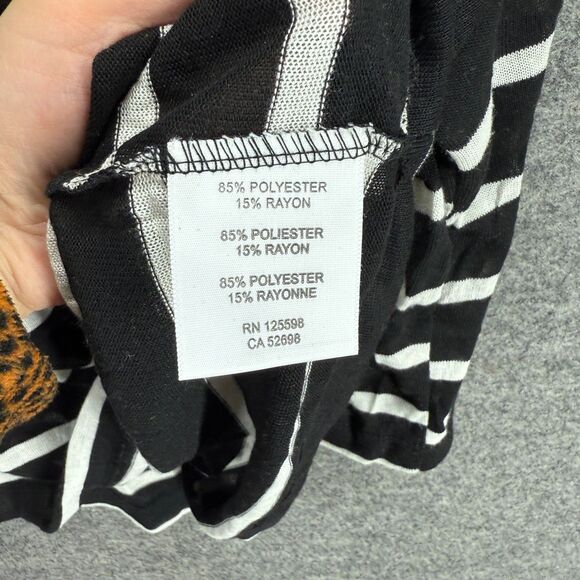 85% POLYESTER
15% RAYON
85% POLIESTER
15% RAYON
85% POLYESTER
15% RAYONNE
RN 125598
CA 52698